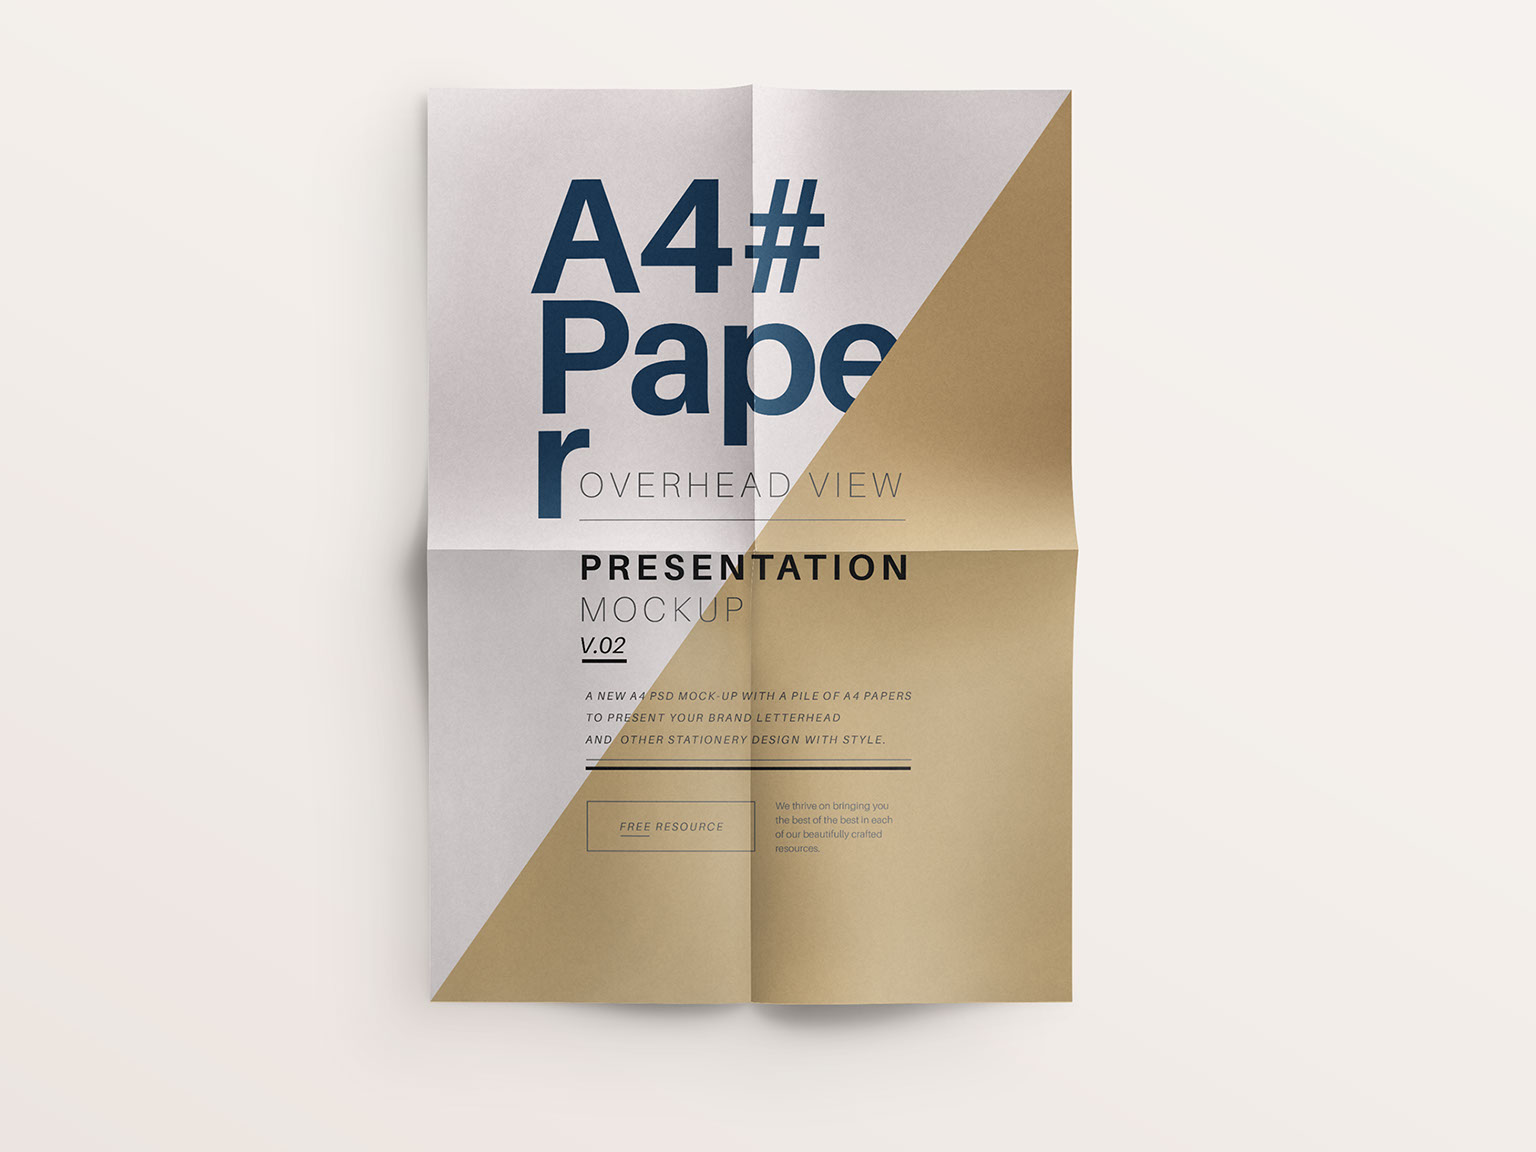 A4#
Pape
r
OVERHEAD VIEW
PRESENTATION
MOCKUP
V.02
A NEW A4 PSD MOCK-UP WITH A PILE OF A4 PAPERS
TO PRESENT YOUR BRAND LETTERHEAD
AND OTHER STATIONERY DESIGN WITH STYLE.
FREE RESOURCE
We thrive on bringing you
the best of the best in each
of our beautifully crafted
resources.